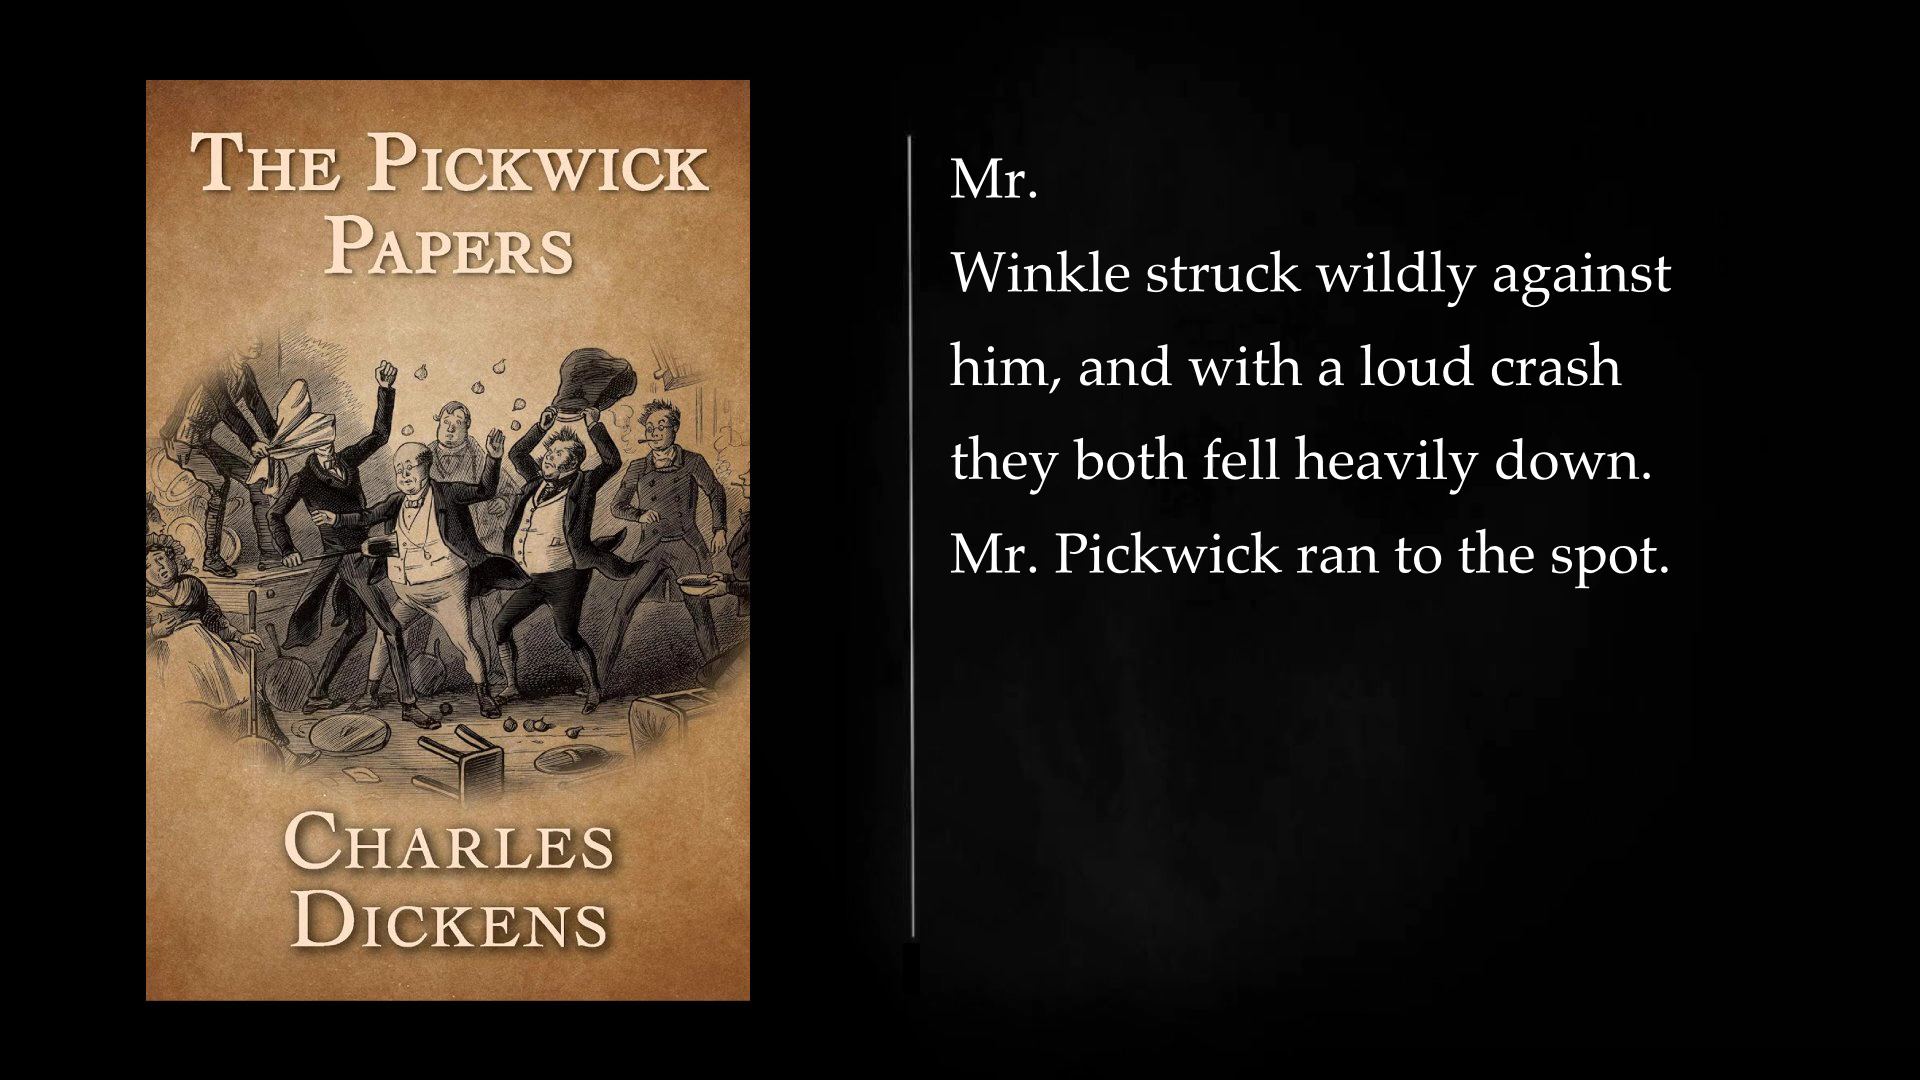 The Pickwick
Papers
Charles
Dickens
Mr.
Winkle struck wildly against
him, and with a loud crash
they both fell heavily down.
Mr. Pickwick ran to the spot.